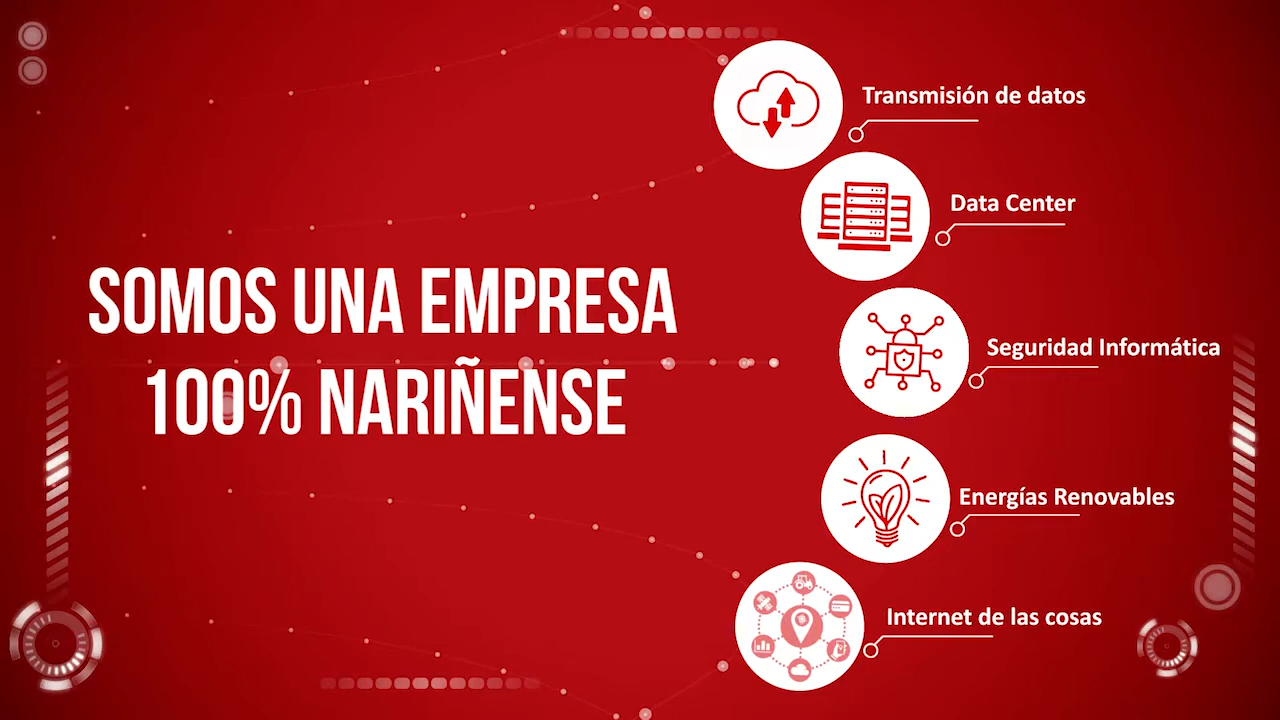 SOMOS UNA EMPRESA
100% NARIÑENSE
Transmisión de datos
Data Center
Seguridad Informática
Energías Renovables
Internet de las cosas